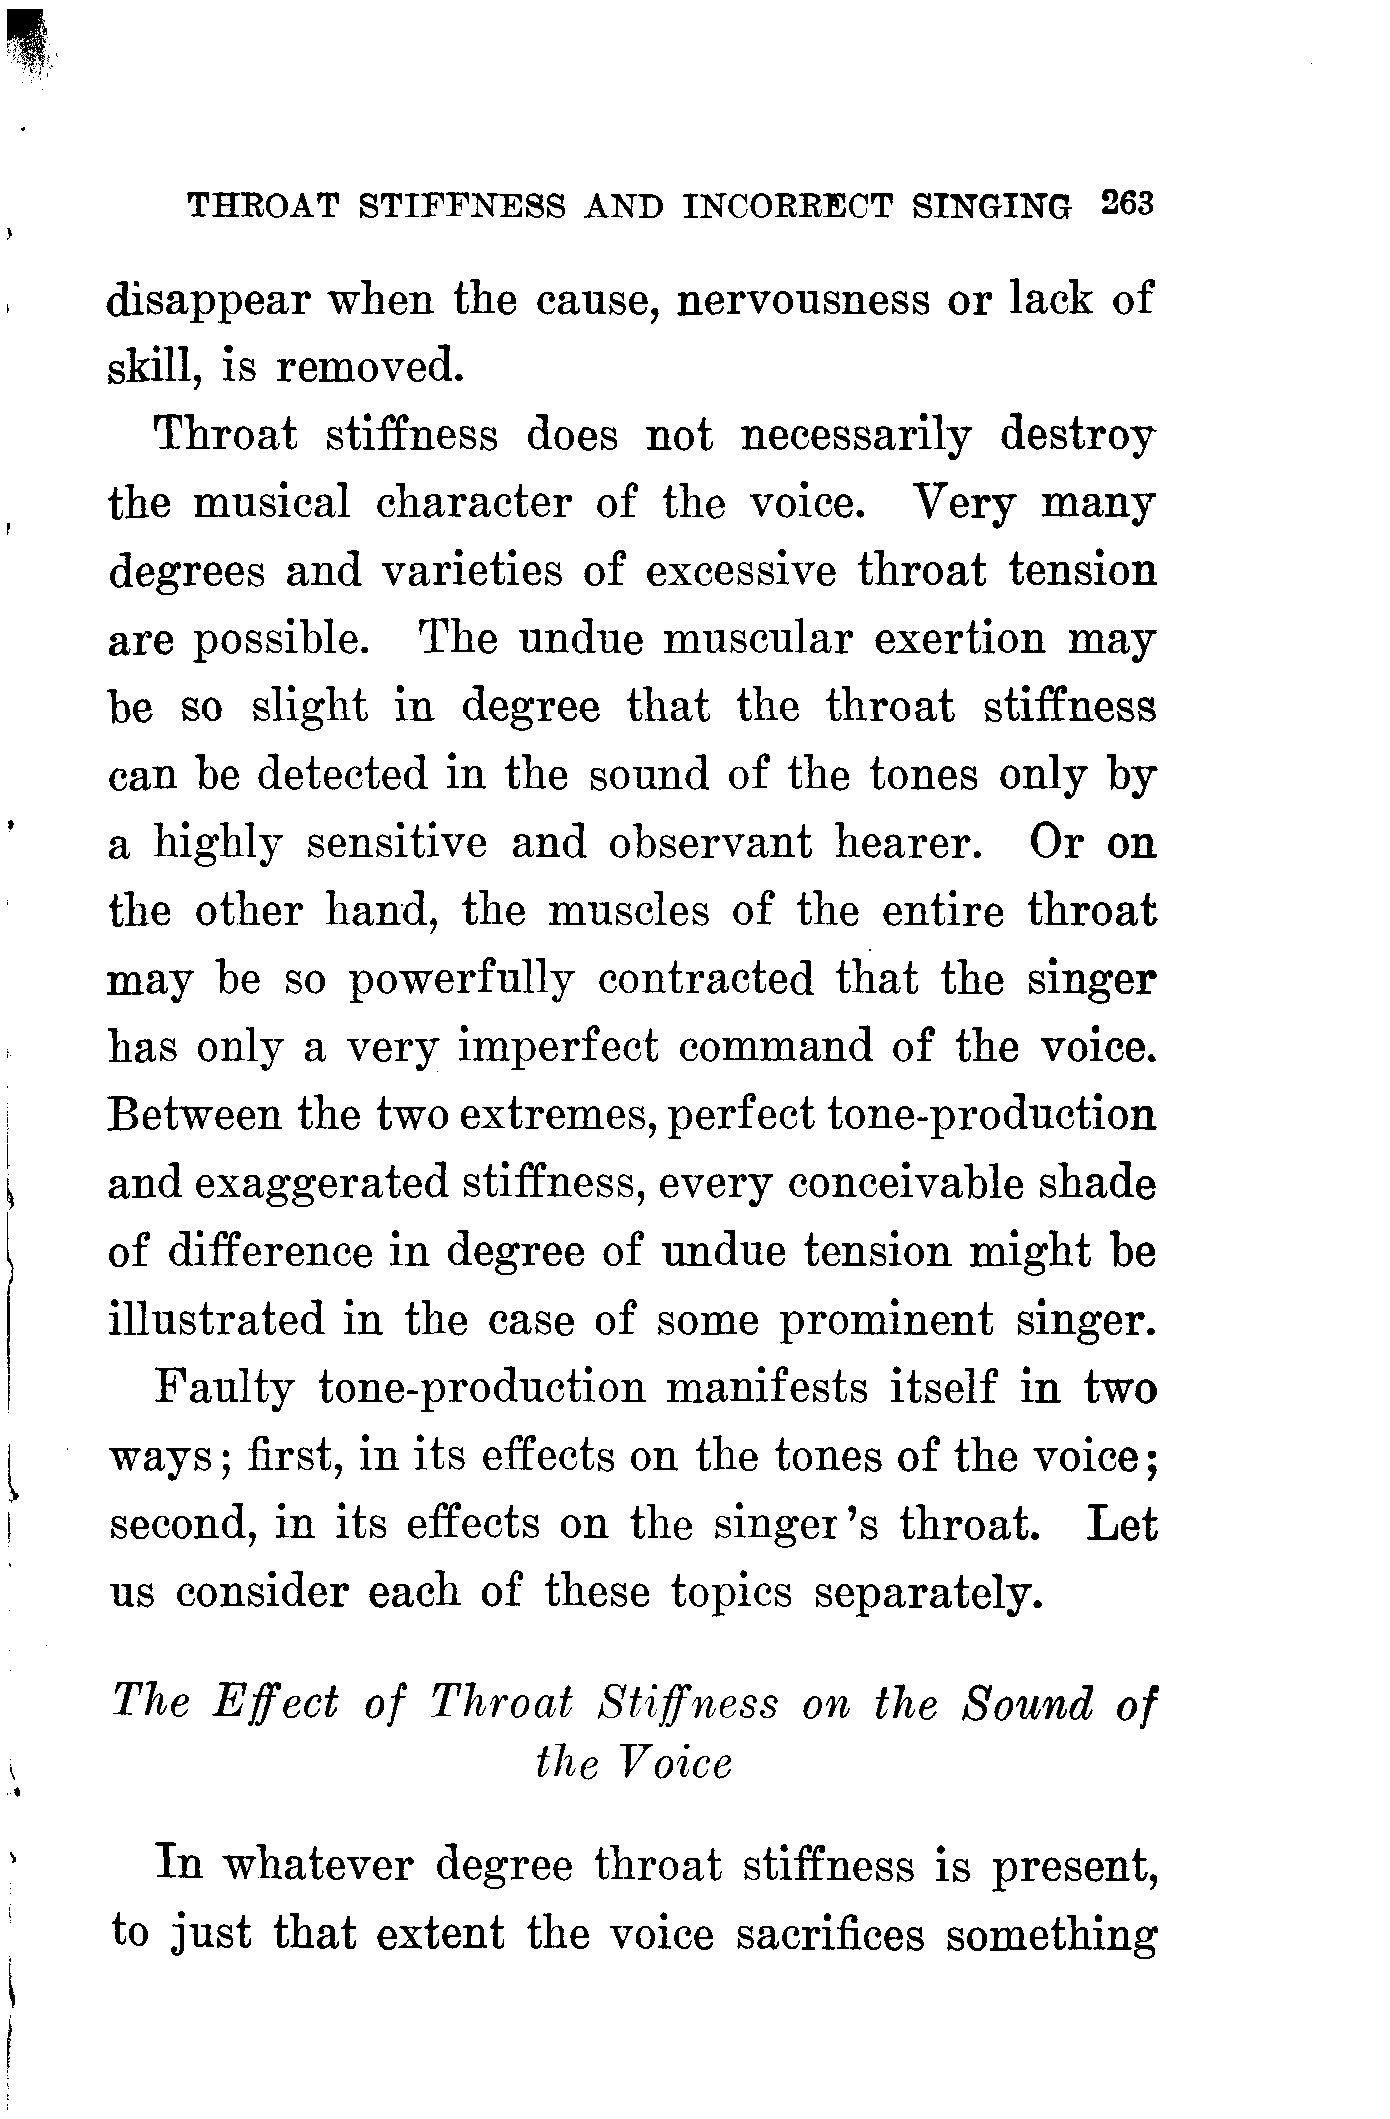 THROAT STIFFNESS AND INCORRECT SINGING 263
disappear when the cause, nervousness or lack of
skill, is removed.
Throat stiffness does not necessarily destroy
the musical character of the voice. Very many
degrees and varieties of excessive throat tension
are possible. The undue muscular exertion may
be so slight in degree that the throat stiffness
can be detected in the sound of the tones only by
a highly sensitive and observant hearer. Or on
the other hand, the muscles of the entire throat
may be so powerfully contracted that the singer
has only a very imperfect command of the voice.
Between the two extremes, perfect tone-production
and exaggerated stiffness, every conceivable shade
of difference in degree of undue tension might be
illustrated in the case of some prominent singer.
Faulty tone-production manifests itself in two
ways; first, in its effects on the tones of the voice;
second, in its effects on the singer's throat. Let
us consider each of these topics separately.
The Effect of Throat Stiffness on the Sound of
the Voice
In whatever degree throat stiffness is present,
to just that extent the voice sacrifices something